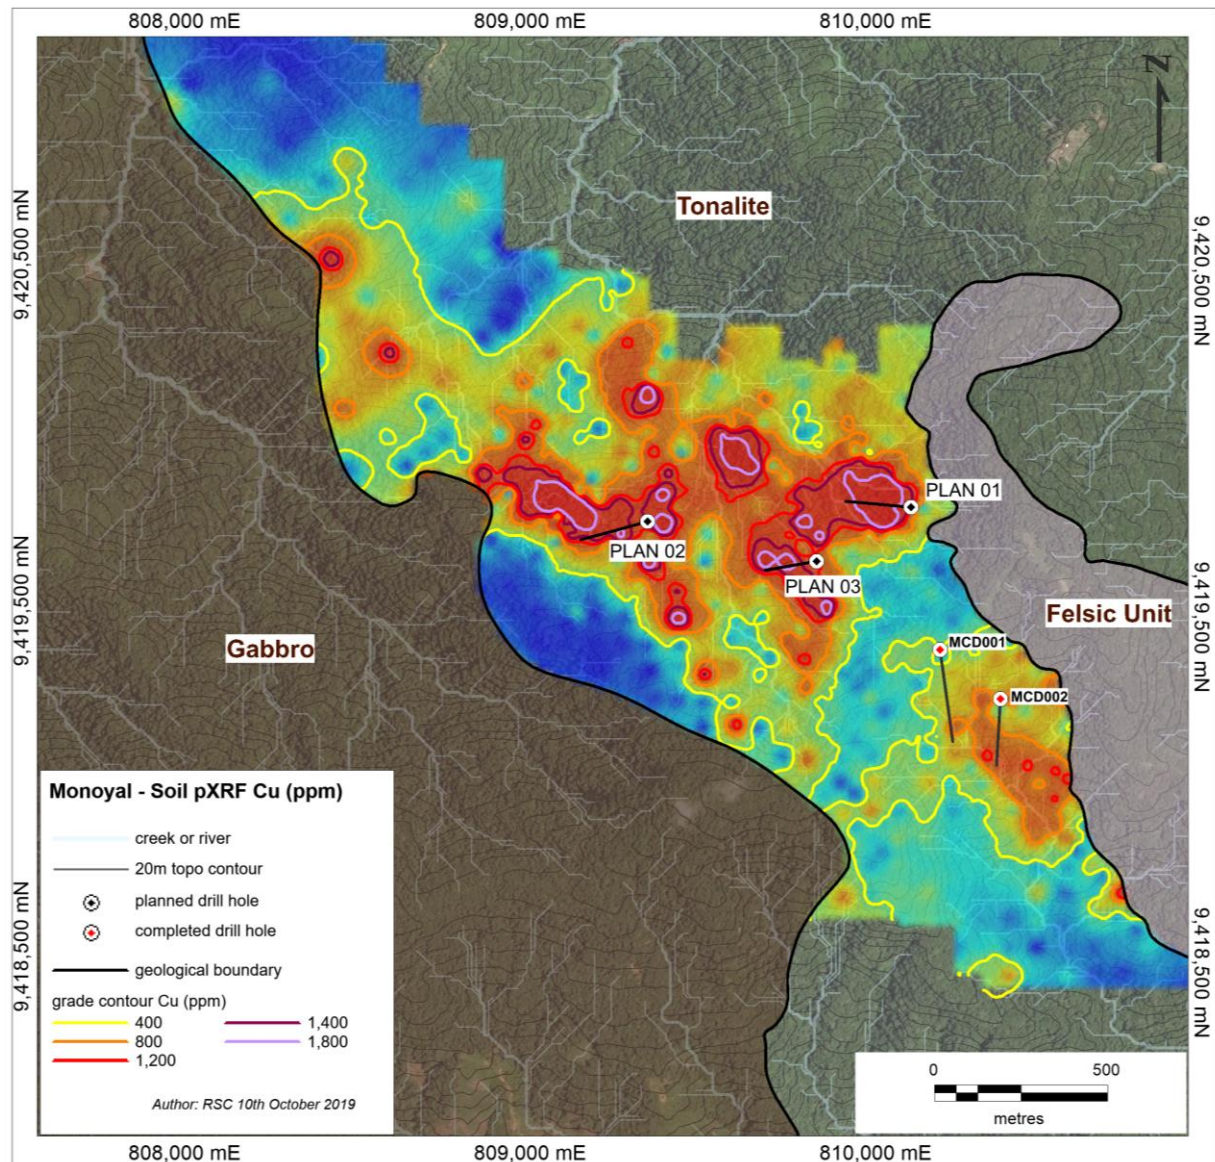 808,000 mE 809,000 mE 810,000 mE
N
9,420,500 mN
9,420,500 mN
Tonalite
PLAN 01
PLAN 02
PLAN 03
9,419,500 mN
9,419,500 mN
Felsic Unit
Gabbro
MCD001
MCD002
Monoyal - Soil pXRF Cu (ppm)
creek or river
20m topo contour
planned drill hole
completed drill hole
geological boundary
grade contour Cu (ppm)
400 1,400
800 1,800
1,200
Author: RSC 10th October 2019
9,418,500 mN
9,418,500 mN
0 500
metres
808,000 mE 809,000 mE 810,000 mE